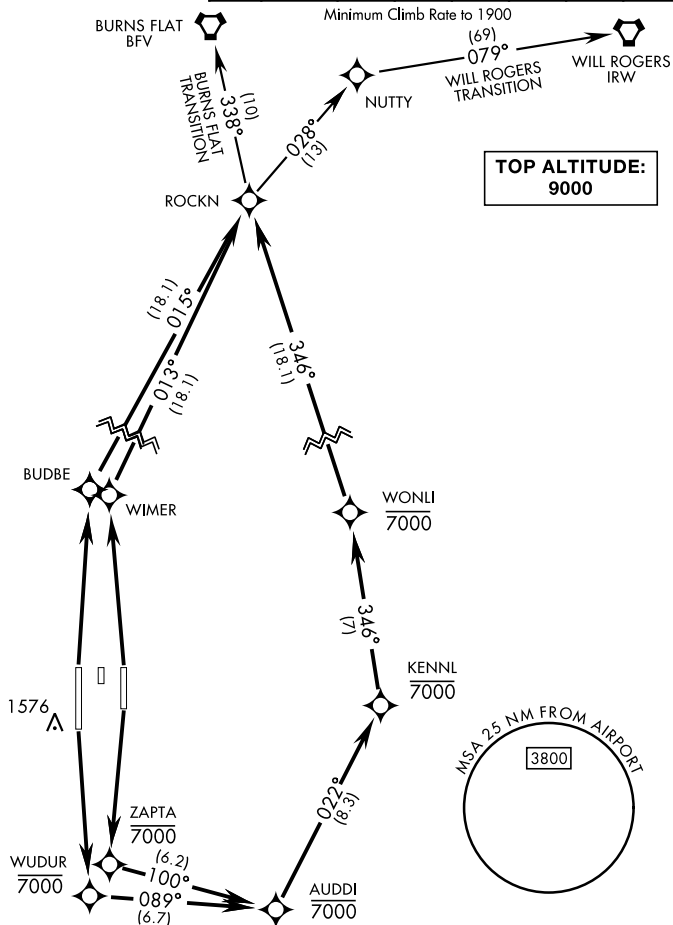 Minimum Climb Rate to 1900
BURNS FLAT
BFV
(69)
079°
WILL ROGERS
TRANSITION
WILL ROGERS
IRW
NUTTY
BURNS FLAT
TRANSITION
338°
(10)
028°
(13)
TOP ALTITUDE:
9000
ROCKN
(18.1)
015°
013°
(18.1)
346°
(18.1)
BUDBE
WIMER
WONLI
7000
346°
(7)
KENNL
7000
1576
MSA 25 NM FROM AIRPORT
3800
022°
(8.3)
ZAPTA
7000
(6.2)
100°
WUDUR
7000
089°
(6.7)
AUDDI
7000